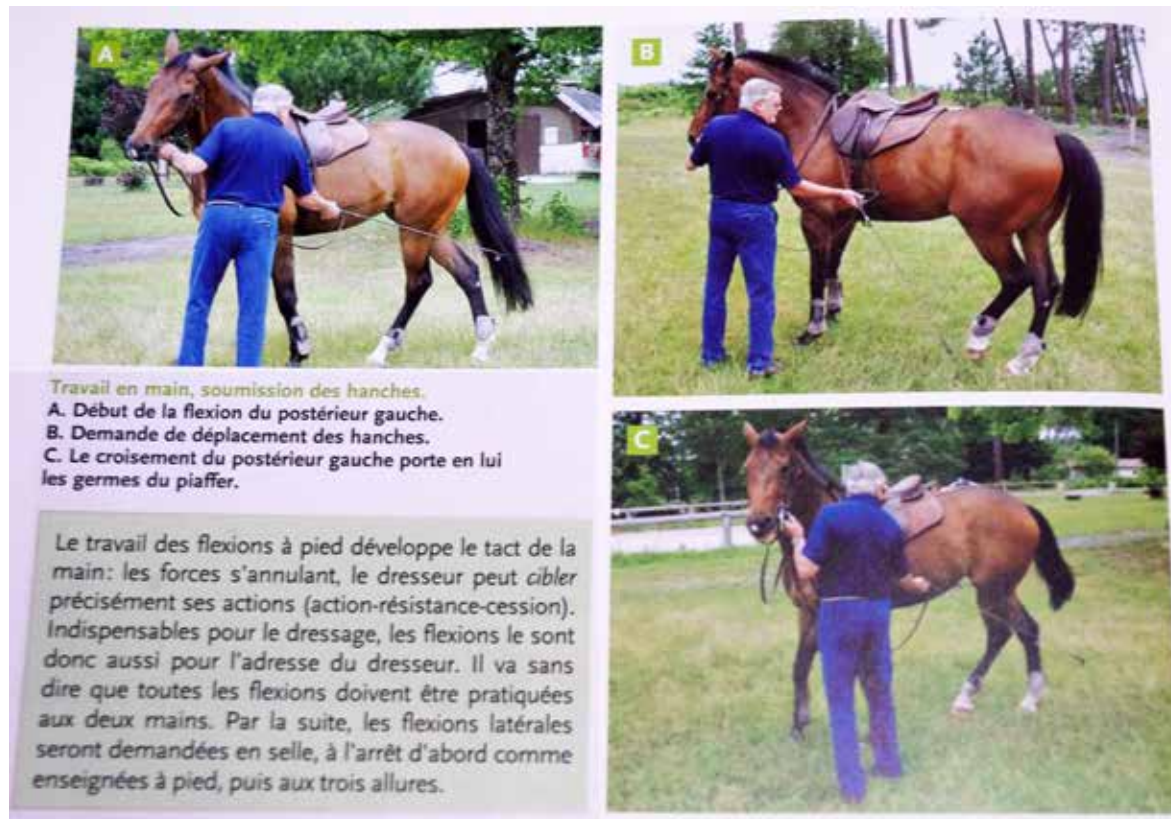 A
B
Travail en main, soumission des hanches.
A. Début de la flexion du postérieur gauche.
B. Demande de déplacement des hanches.
C. Le croisement du postérieur gauche porte en lui
les germes du piaffer.
C
Le travail des flexions à pied développe le tact de la
main: les forces s'annulant, le dresseur peut cibler
précisément ses actions (action-résistance-cession).
Indispensables pour le dressage, les flexions le sont
donc aussi pour l'adresse du dresseur. Il va sans
dire que toutes les flexions doivent être pratiquées
aux deux mains. Par la suite, les flexions latérales
seront demandées en selle, à l'arrêt d'abord comme
enseignées à pied, puis aux trois allures.